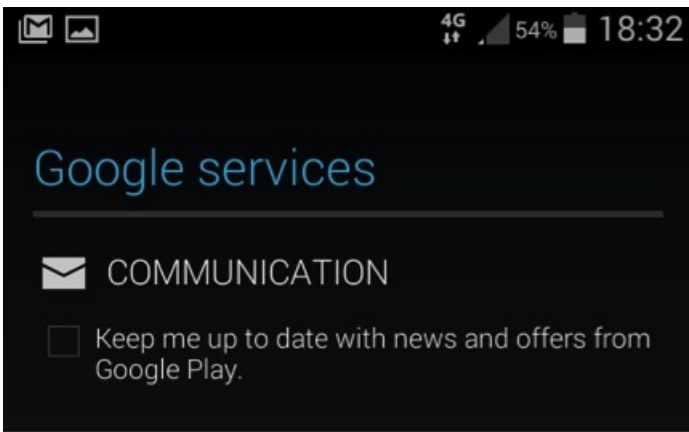 4G 54% 18:32
Google services
COMMUNICATION
Keep me up to date with news and offers from
Google Play.